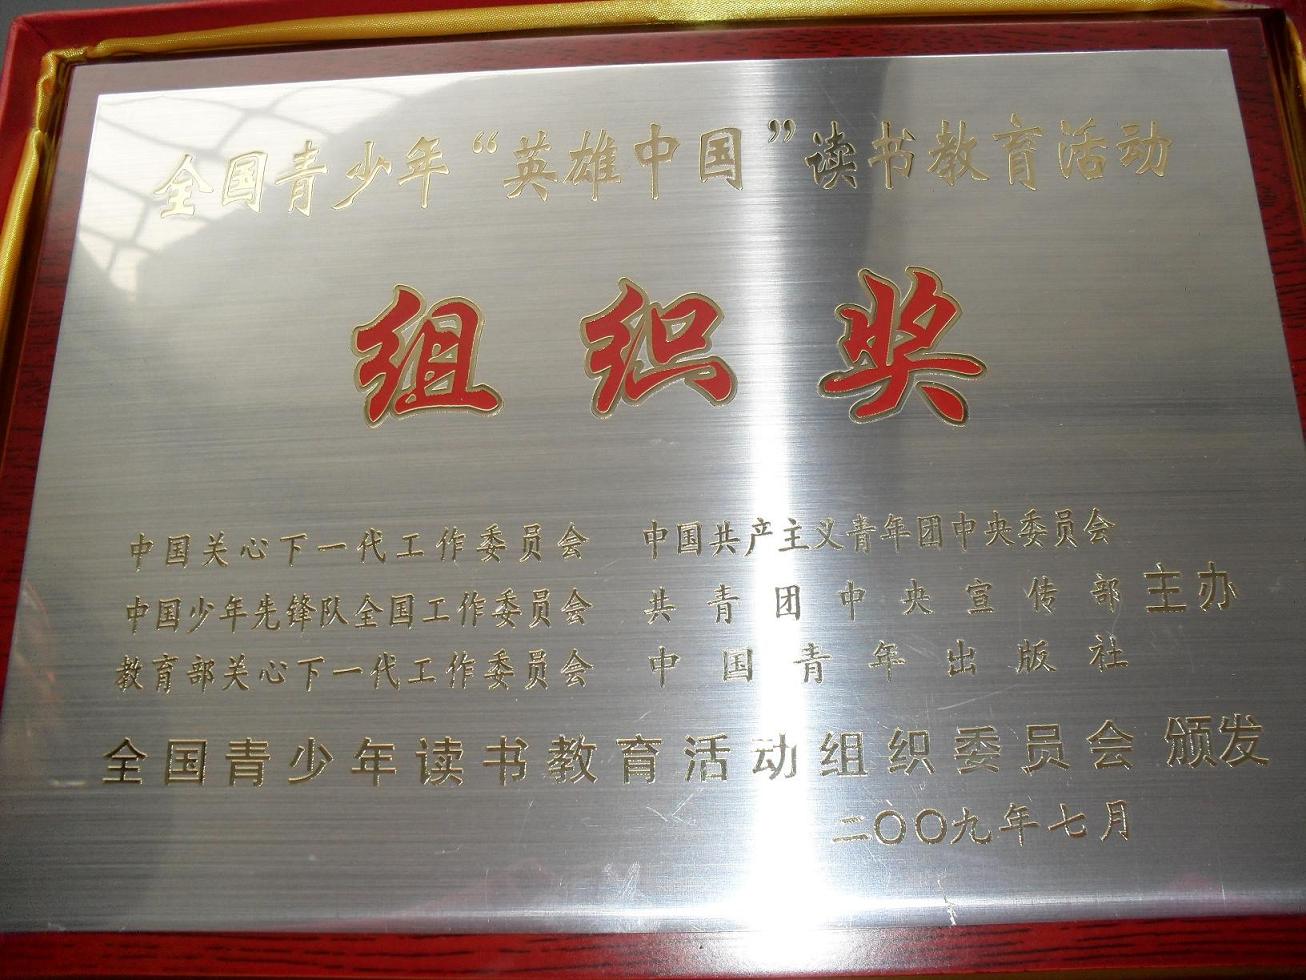 全国青少年“英雄中国”读书教育活动
组织奖
中国关心下一代工作委员会 中国共产主义青年团中央委员会
中国少年先锋队全国工作委员会 共青团中央宣传部 主办
教育部关心下一代工作委员会 中国青年出版社
全国青少年读书教育活动组织委员会 颁发
二〇〇九年七月